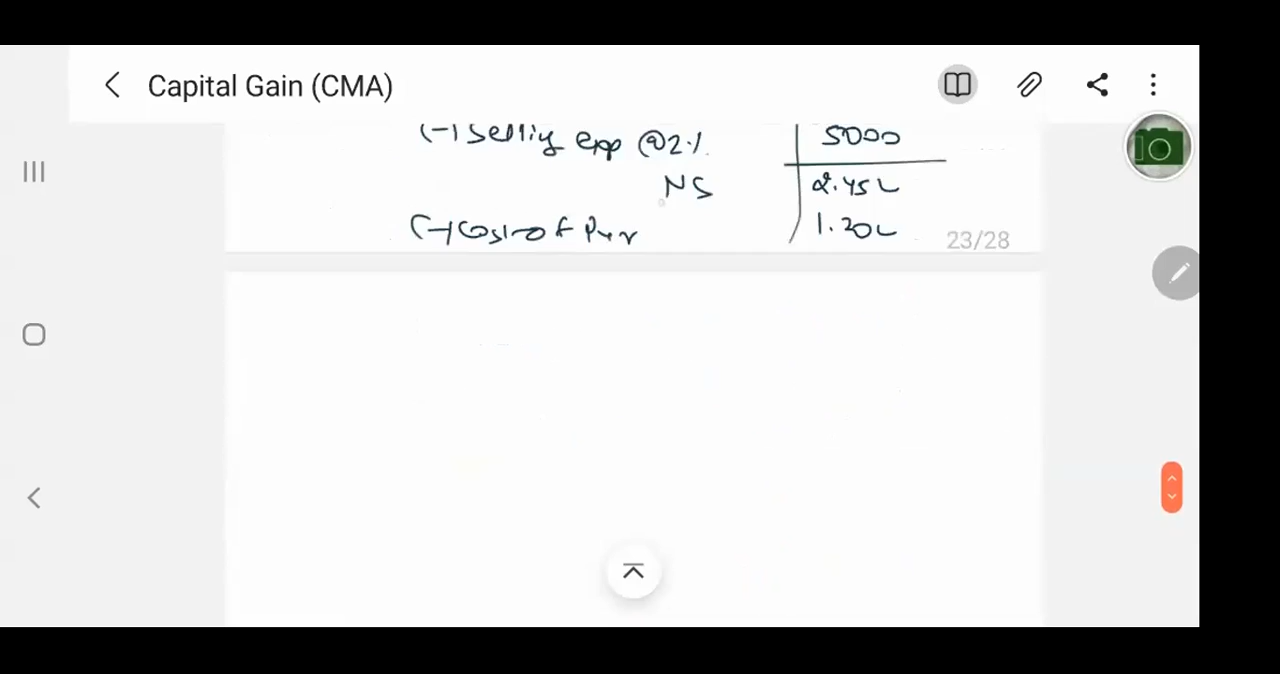 Capital Gain (CMA)
(-) Selling exp @2%. 5000
NS 2.45L
(-) Cost of Pur 1.20L
23/28